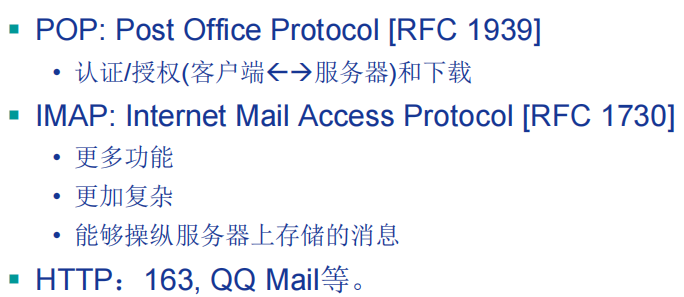 ▪ POP: Post Office Protocol [RFC 1939]
• 认证/授权(客户端←→服务器)和下载
▪ IMAP: Internet Mail Access Protocol [RFC 1730]
• 更多功能
• 更加复杂
• 能够操纵服务器上存储的消息
▪ HTTP：163, QQ Mail等。